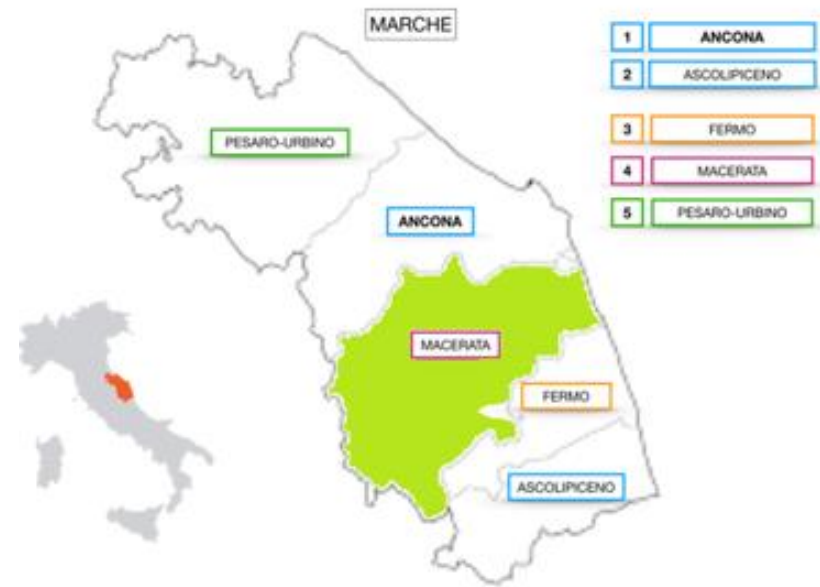 MARCHE
1 ANCONA
2 ASCOLIPICENO
3 FERMO
4 MACERATA
5 PESARO-URBINO
PESARO-URBINO
ANCONA
MACERATA
FERMO
ASCOLIPICENO